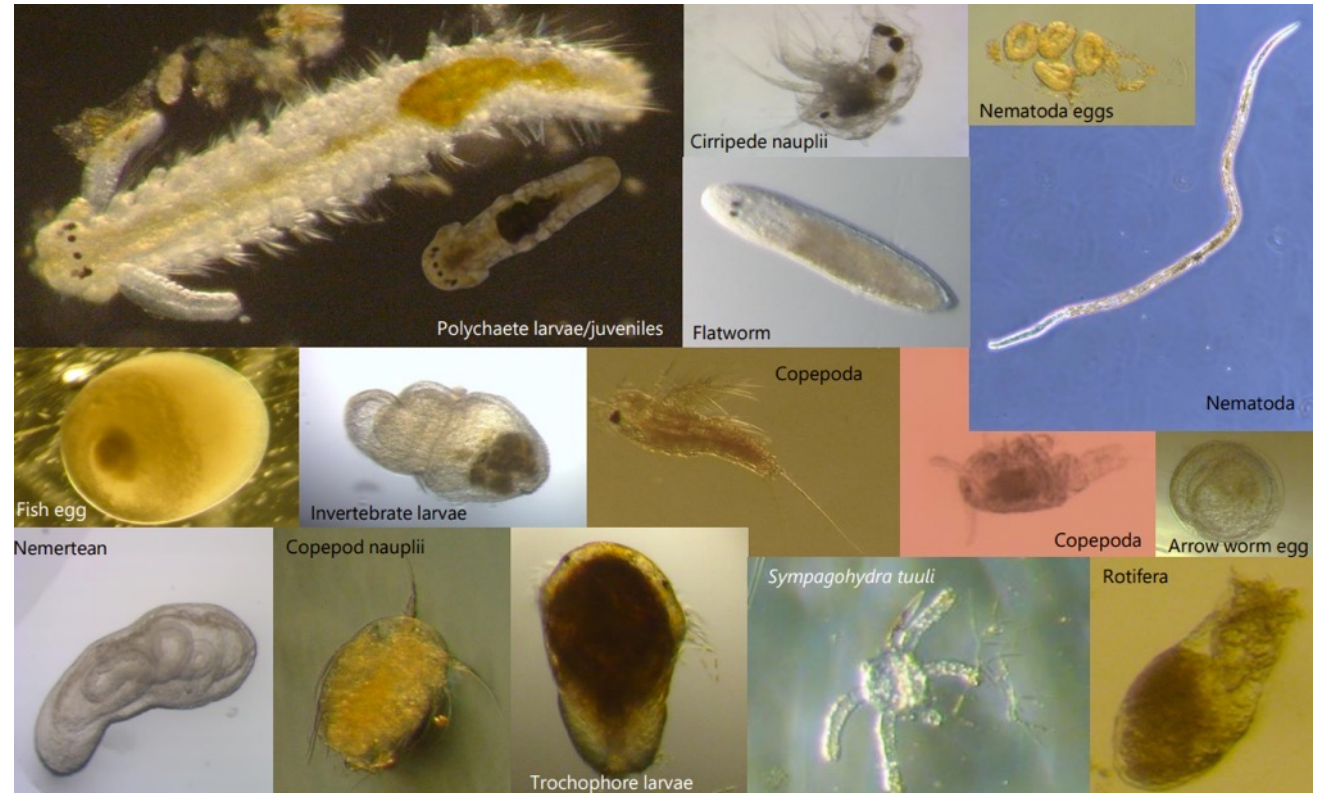 Cirripede nauplii
Nematoda eggs
Polychaete larvae/juveniles
Flatworm
Nematoda
Fish egg
Invertebrate larvae
Copepoda
Copepoda
Arrow worm egg
Nemertean
Copepod nauplii
Trochophore larvae
Sympagohydra tuuli
Rotifera